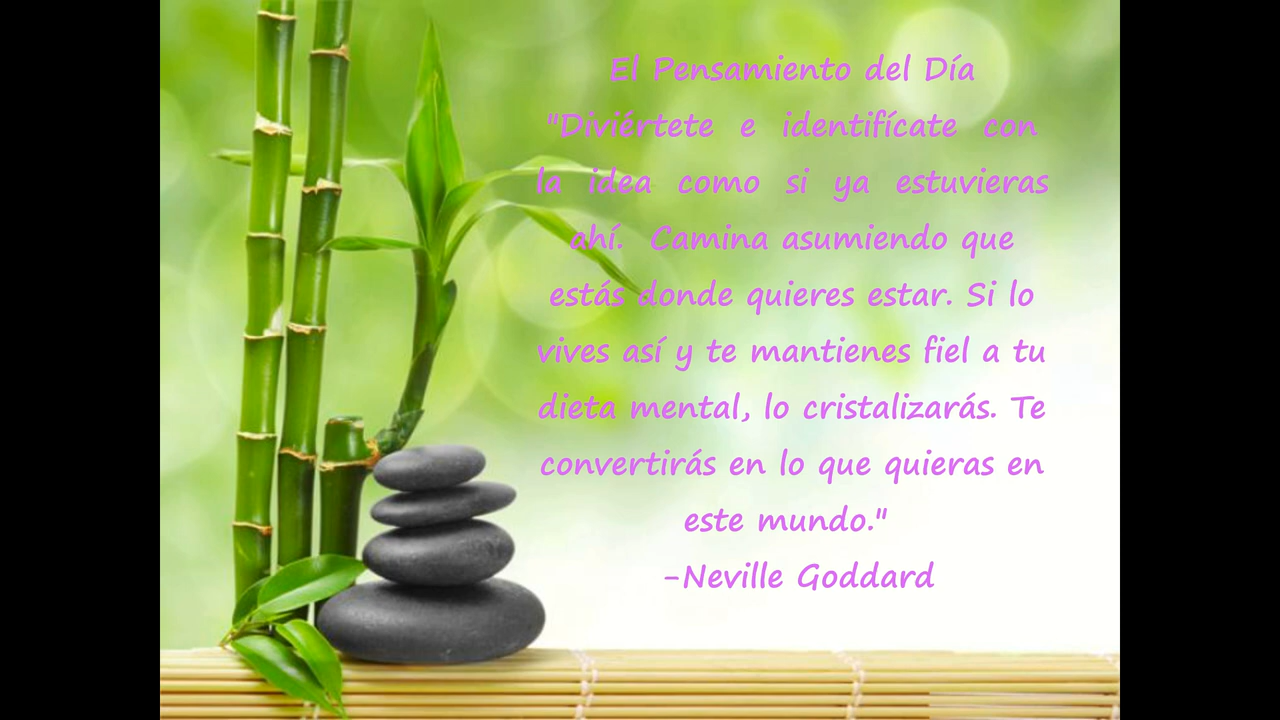 El Pensamiento del Día
"Diviértete e identifícate con
la idea como si ya estuvieras
ahí. Camina asumiendo que
estás donde quieres estar. Si lo
vives así y te mantienes fiel a tu
dieta mental, lo cristalizarás. Te
convertirás en lo que quieras en
este mundo."
-Neville Goddard